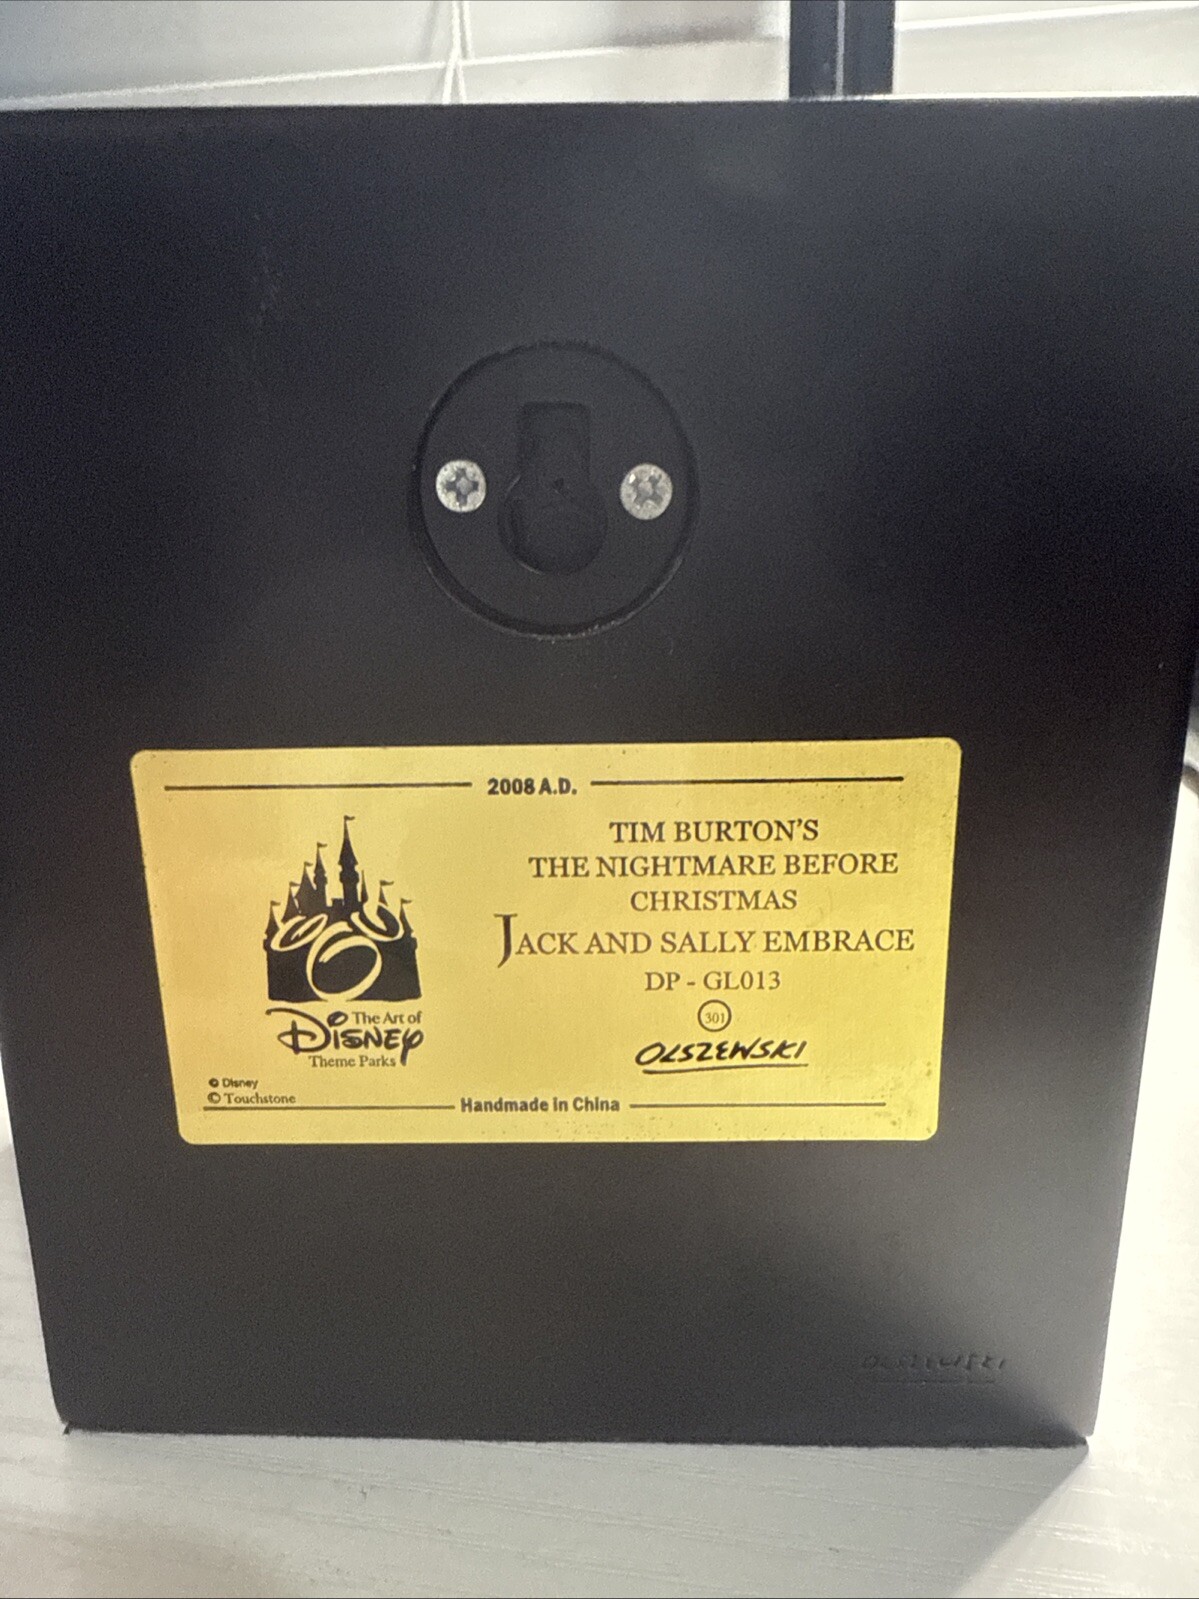 2008 A.D.
TIM BURTON'S
THE NIGHTMARE BEFORE
CHRISTMAS
JACK AND SALLY EMBRACE
DP - GL013
301
OLSZEWSKI
The Art of
DISNEY
Theme Parks
© Disney
© Touchstone
Handmade in China
OLSZEWSKI